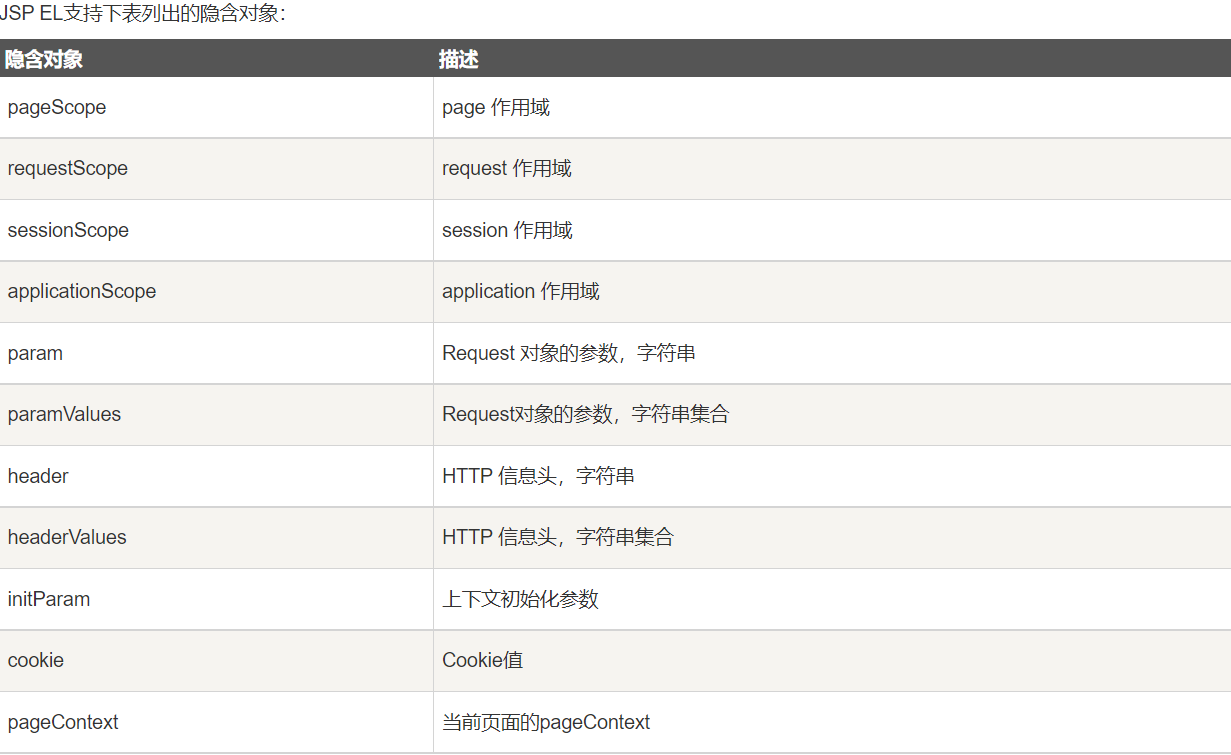 JSP EL支持下表列出的隐含对象：
隐含对象 描述
pageScope page 作用域
requestScope request 作用域
sessionScope session 作用域
applicationScope application 作用域
param Request 对象的参数，字符串
paramValues Request对象的参数，字符串集合
header HTTP 信息头，字符串
headerValues HTTP 信息头，字符串集合
initParam 上下文初始化参数
cookie Cookie值
pageContext 当前页面的pageContext